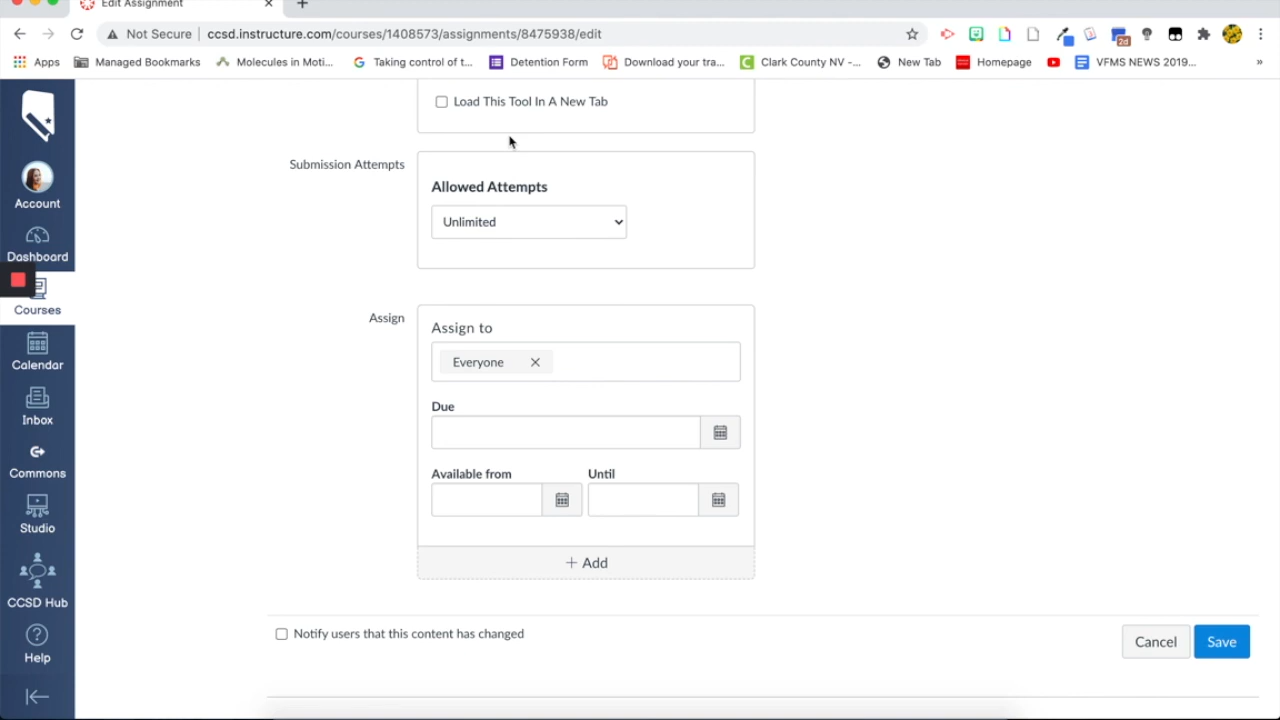 Edit Assignment
Not Secure | ccsd.instructure.com/courses/1408573/assignments/8475938/edit
2d
Apps Managed Bookmarks Molecules in Moti... Taking control of t... Detention Form Download your tra... Clark County NV -... New Tab Homepage VFMS NEWS 2019... »
Load This Tool In A New Tab
Submission Attempts
Allowed Attempts
Unlimited
Account
Dashboard
Courses
Calendar
Inbox
Commons
Studio
CCSD Hub
Help
Assign
Assign to
Everyone
Due
Available from Until
+ Add
Notify users that this content has changed
Cancel Save